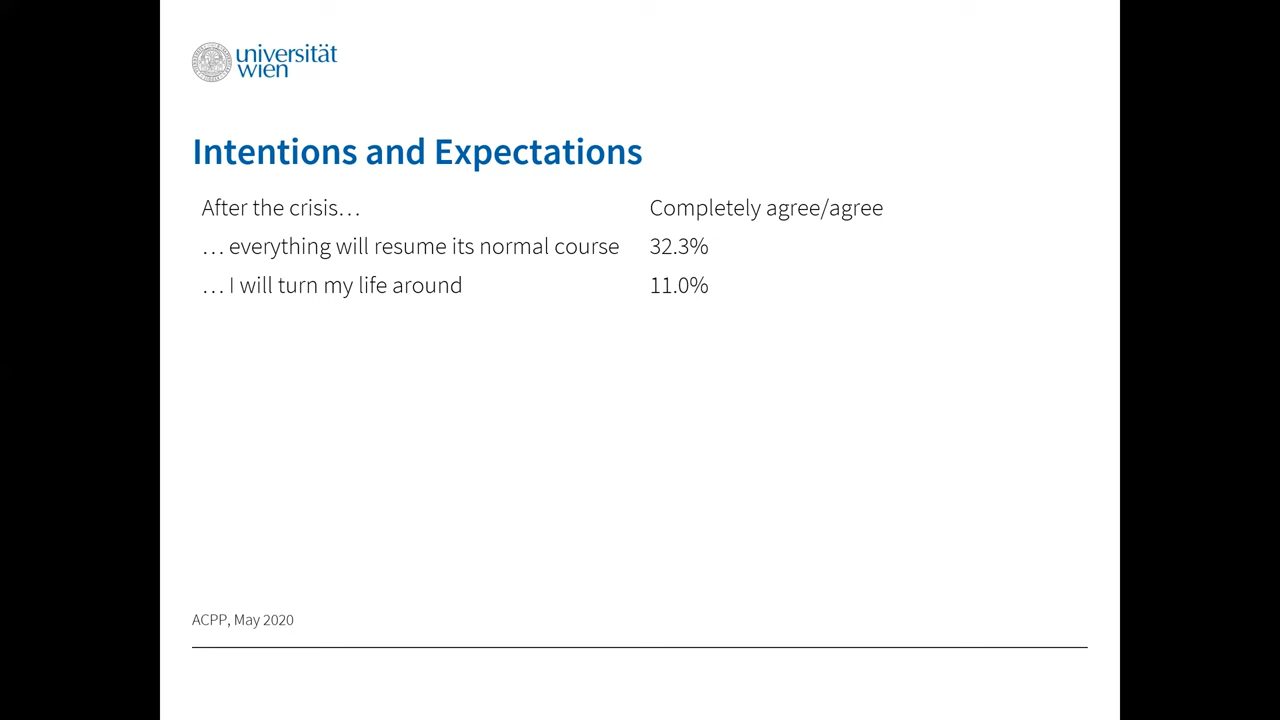 universität
wien
Intentions and Expectations
After the crisis… Completely agree/agree
… everything will resume its normal course 32.3%
… I will turn my life around 11.0%
ACPP, May 2020